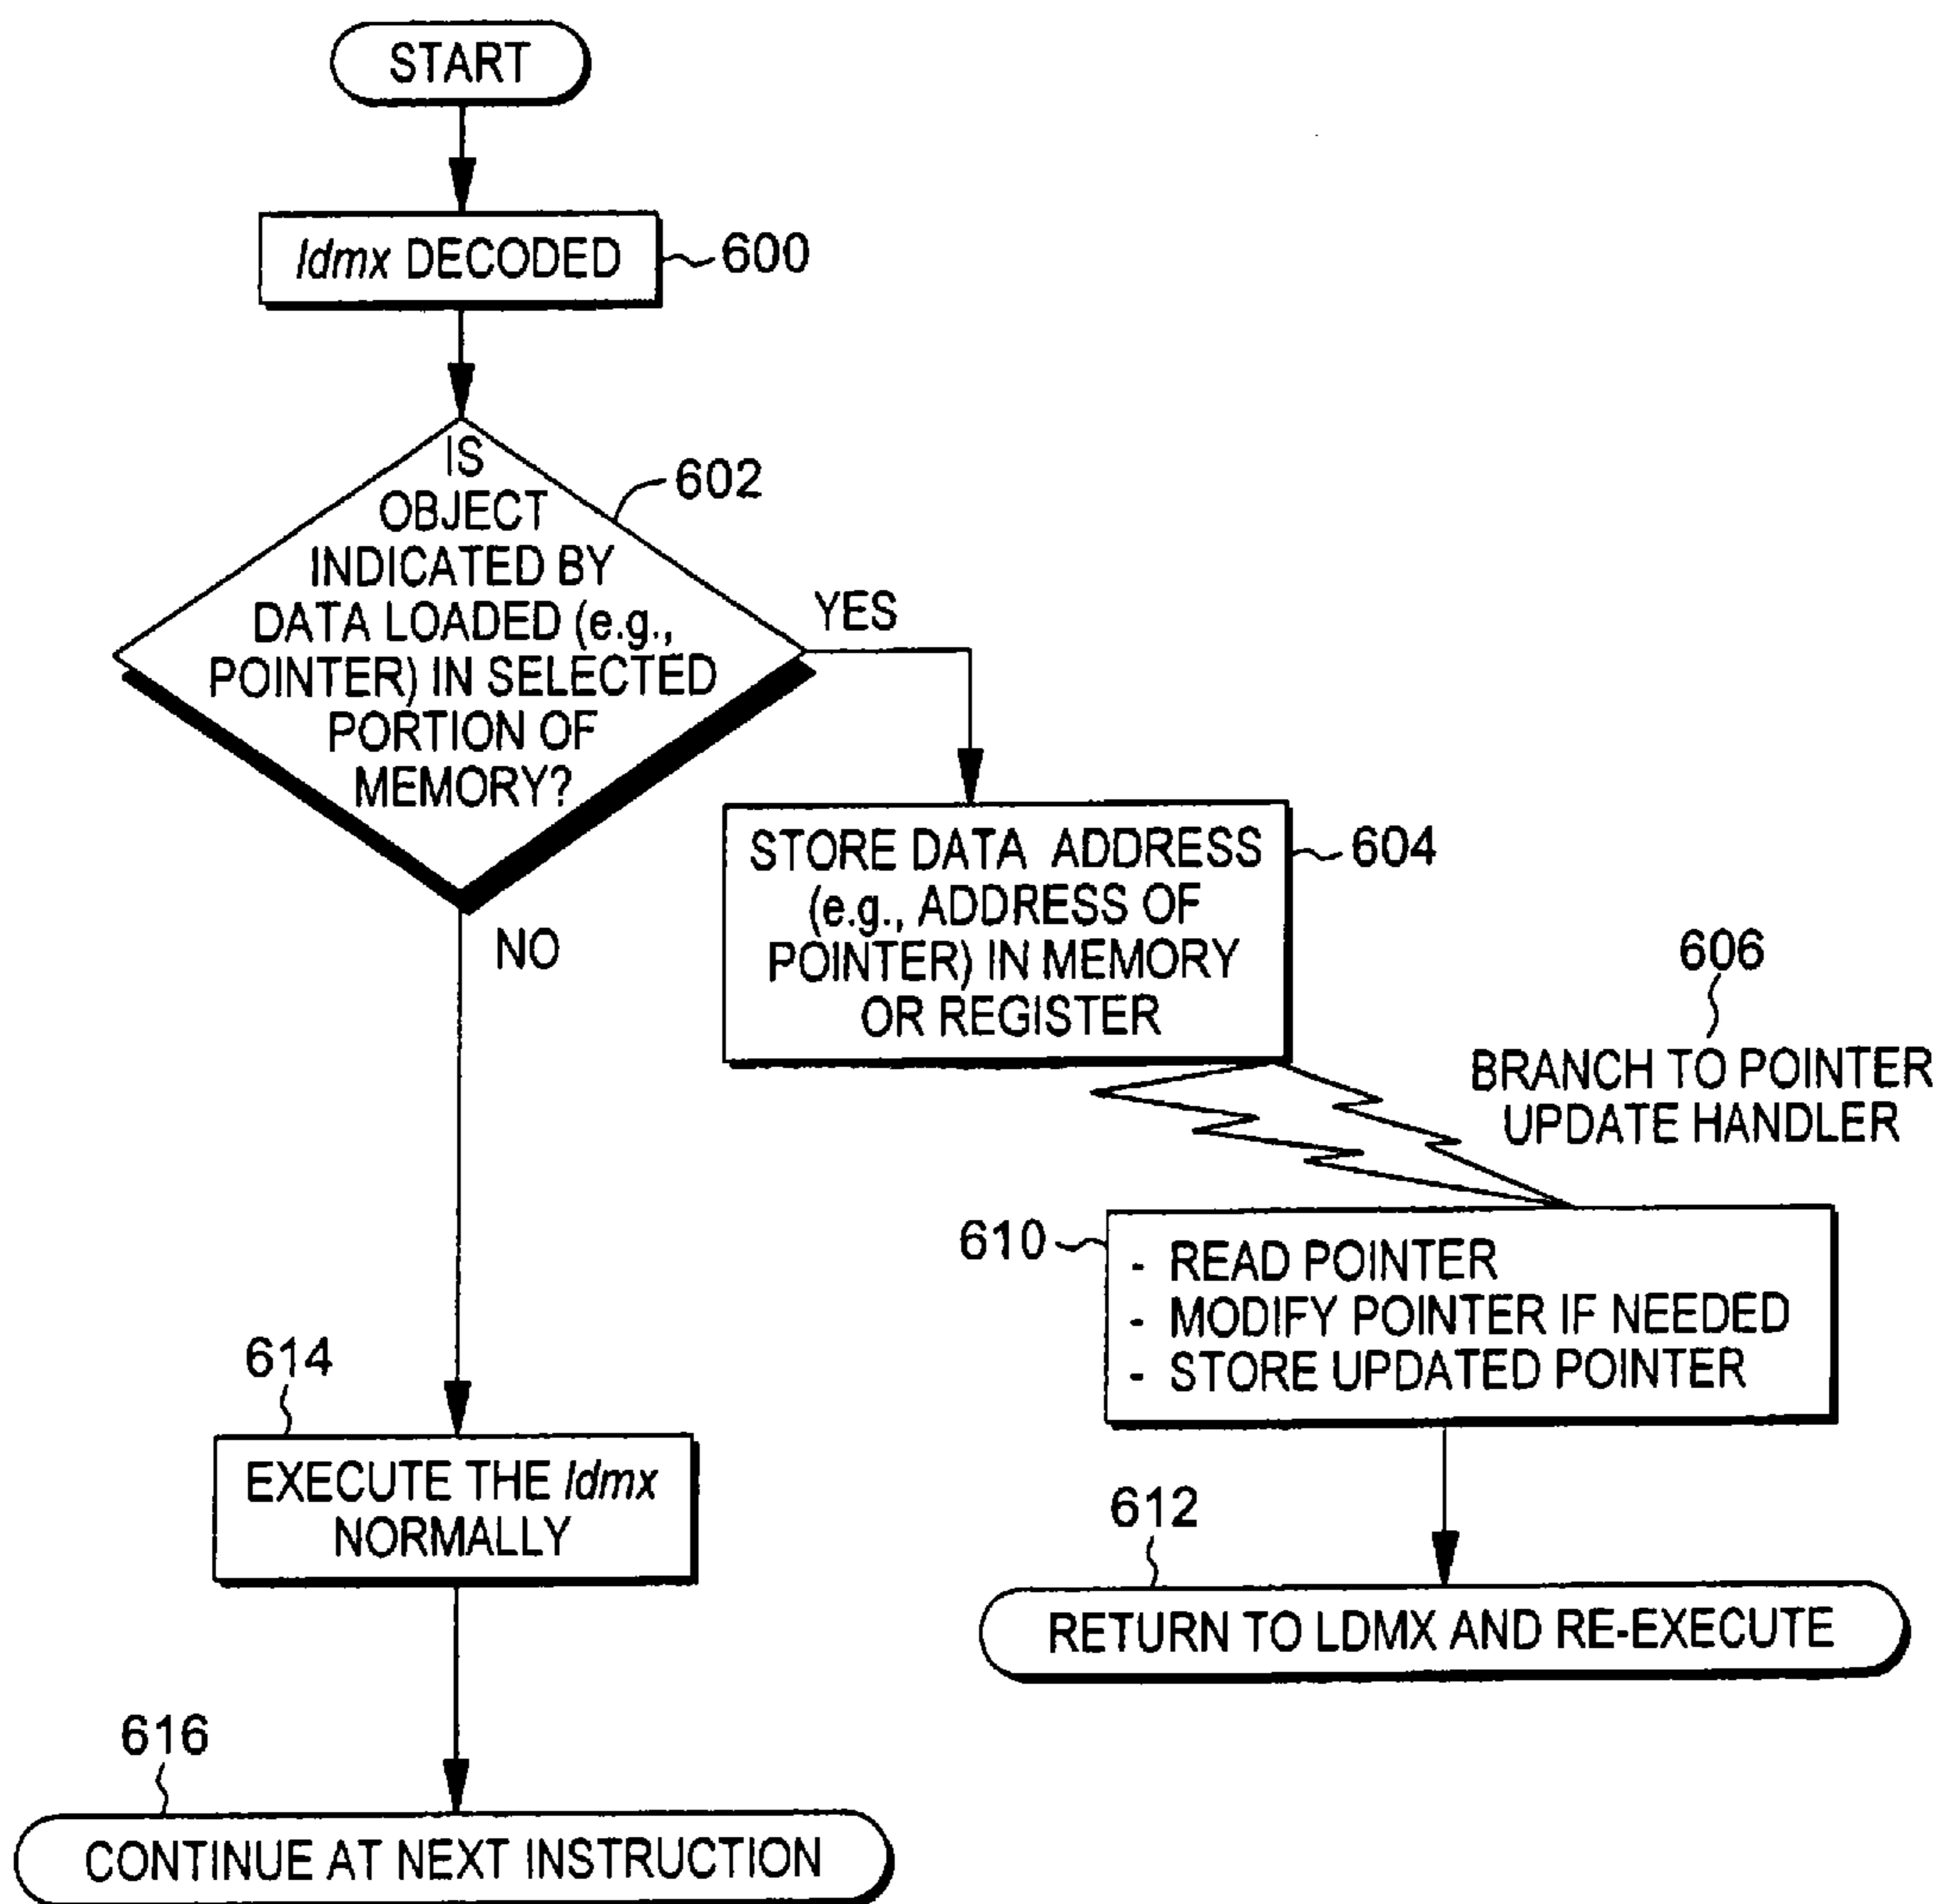 START
ldmx DECODED
600
IS
OBJECT
INDICATED BY
DATA LOADED (e.g.,
POINTER) IN SELECTED
PORTION OF
MEMORY?
602
YES
NO
STORE DATA ADDRESS
(e.g., ADDRESS OF
POINTER) IN MEMORY
OR REGISTER
604
606
BRANCH TO POINTER
UPDATE HANDLER
610
- READ POINTER
- MODIFY POINTER IF NEEDED
- STORE UPDATED POINTER
612
RETURN TO LDMX AND RE-EXECUTE
614
EXECUTE THE ldmx
NORMALLY
616
CONTINUE AT NEXT INSTRUCTION